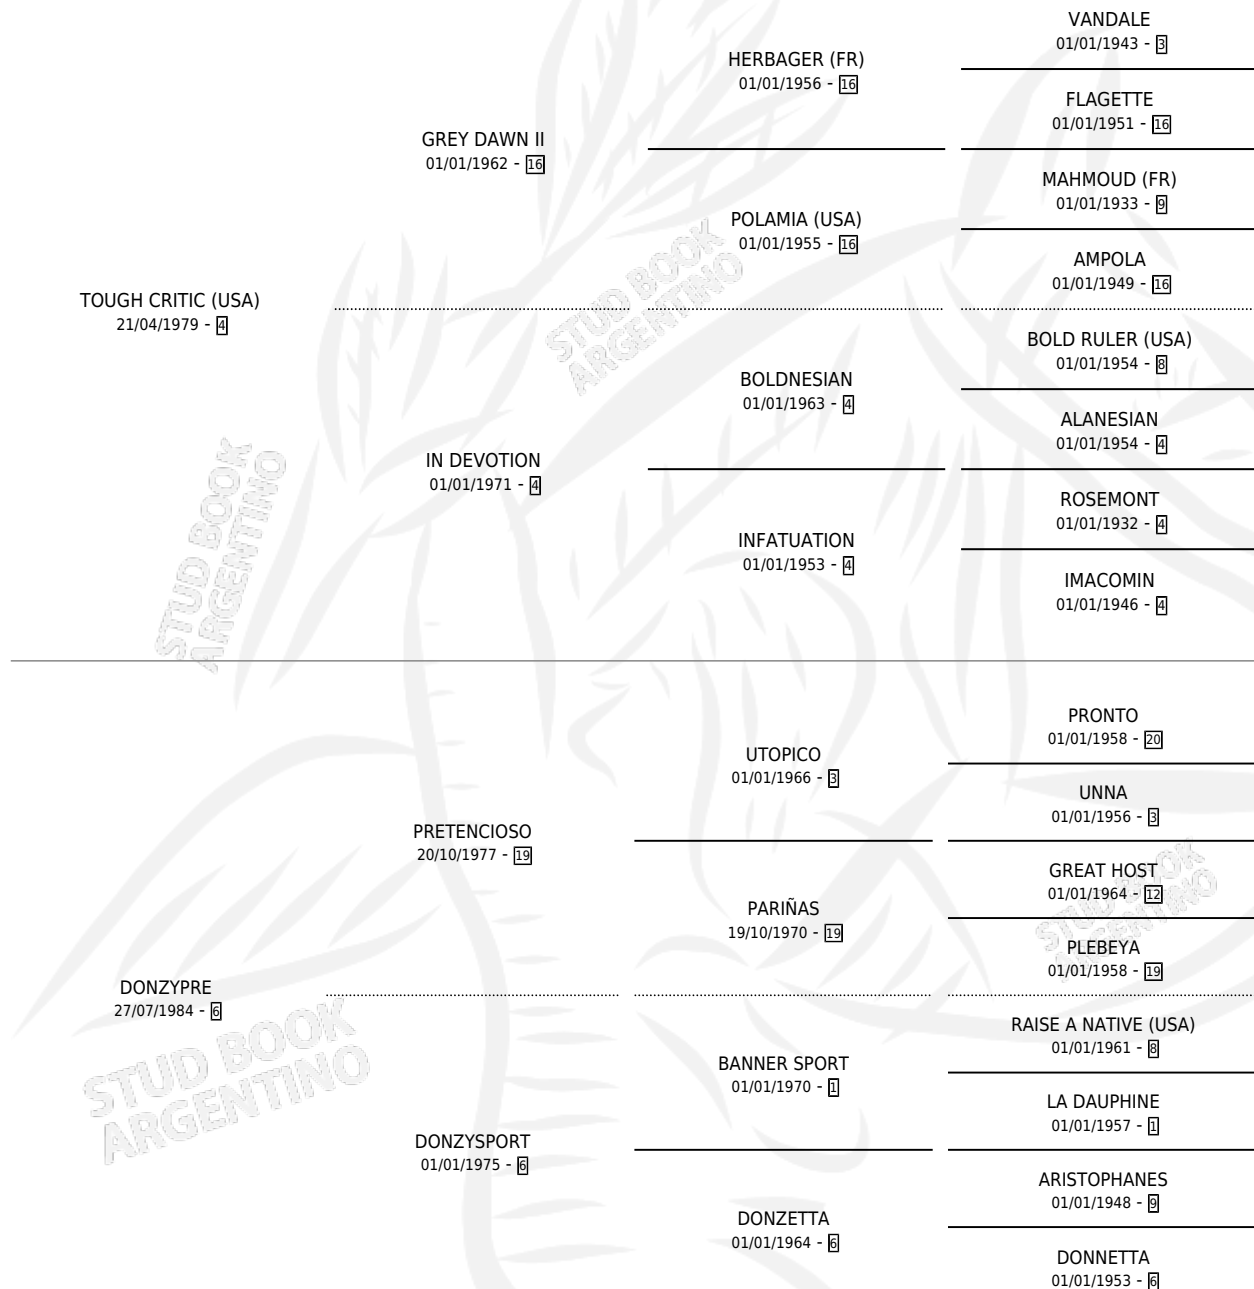 VANDALE
01/01/1943 - 3
HERBAGER (FR)
01/01/1956 - 16
FLAGETTE
01/01/1951 - 16
GREY DAWN II
01/01/1962 - 16
MAHMOUD (FR)
01/01/1933 - 9
POLAMIA (USA)
01/01/1955 - 16
AMPOLA
01/01/1949 - 16
TOUGH CRITIC (USA)
21/04/1979 - 4
BOLD RULER (USA)
01/01/1954 - 8
BOLDNESIAN
01/01/1963 - 4
ALANESIAN
01/01/1954 - 4
IN DEVOTION
01/01/1971 - 4
ROSEMONT
01/01/1932 - 4
INFATUATION
01/01/1953 - 4
IMACOMIN
01/01/1946 - 4
PRONTO
01/01/1958 - 20
UTOPICO
01/01/1966 - 3
UNNA
01/01/1956 - 3
PRETENCIOSO
20/10/1977 - 19
GREAT HOST
01/01/1964 - 12
PARIÑAS
19/10/1970 - 19
PLEBEYA
01/01/1958 - 19
DONZYPRE
27/07/1984 - 6
RAISE A NATIVE (USA)
01/01/1961 - 8
BANNER SPORT
01/01/1970 - 1
LA DAUPHINE
01/01/1957 - 1
DONZYSPORT
01/01/1975 - 6
ARISTOPHANES
01/01/1948 - 9
DONZETTA
01/01/1964 - 6
DONNETTA
01/01/1953 - 6
STUD BOOK
ARGENTINO
STUD BOOK
ARGENTINO
STUD BOOK
ARGENTINO
STUD BOOK
ARGENTINO